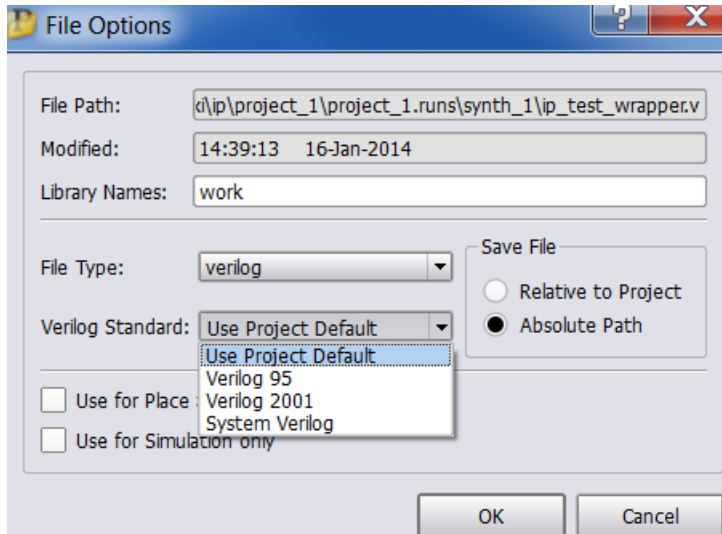 File Options
File Path: xi\ip\project_1\project_1.runs\synth_1\ip_test_wrapper.v
Modified: 14:39:13 16-Jan-2014
Library Names: work
File Type: verilog
Save File
Relative to Project
Absolute Path
Verilog Standard: Use Project Default
Use Project Default
Verilog 95
Verilog 2001
System Verilog
Use for Place
Use for Simulation only
OK Cancel